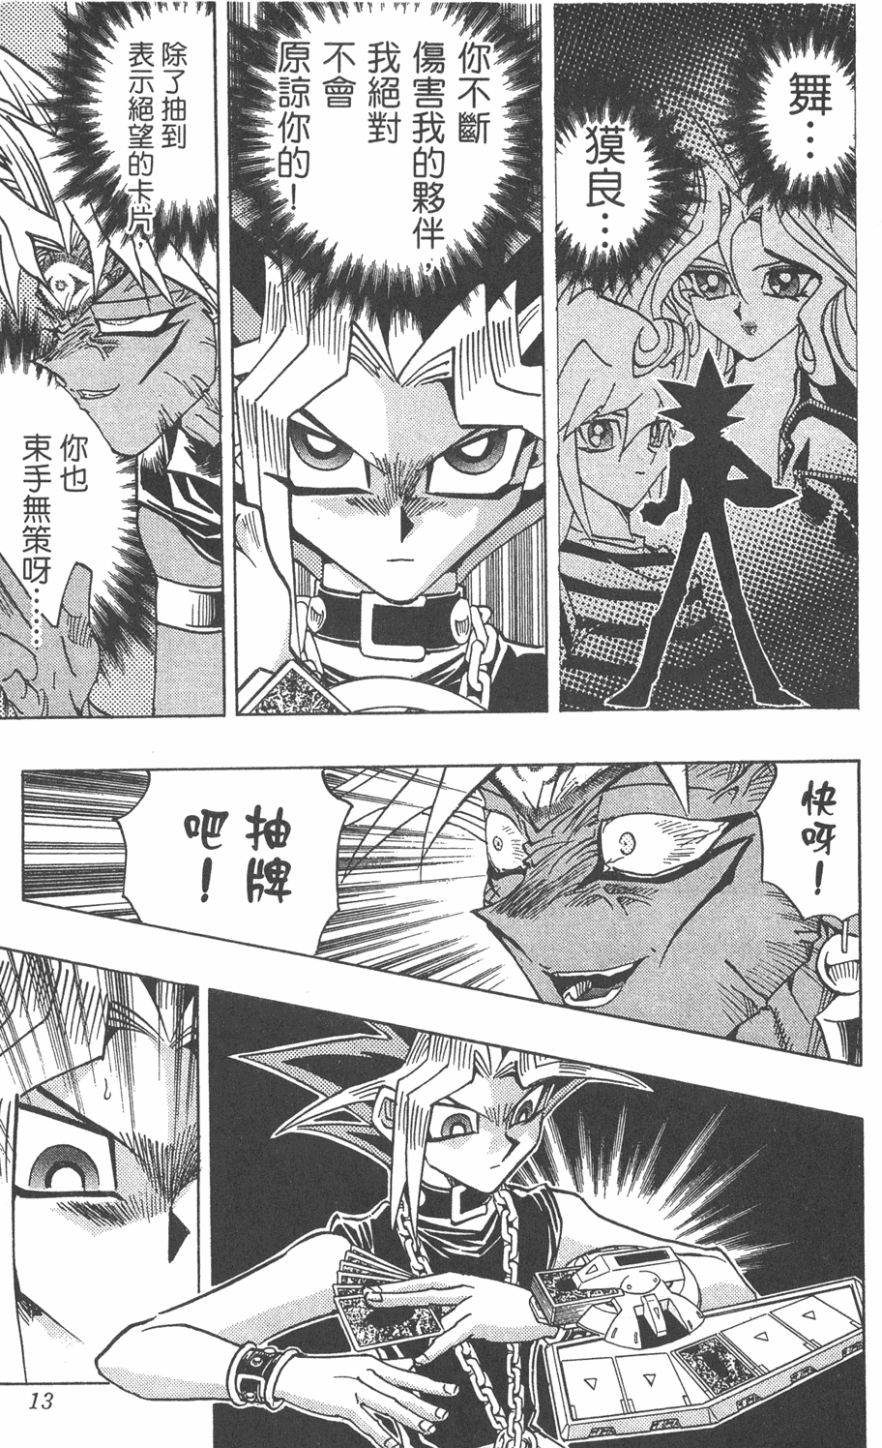 舞…
獏良…
你不斷
傷害我的夥伴，
我絕對
不會
原諒你的！
除了抽到
表示絕望的卡片，
你也
束手無策呀……
快呀！
抽牌
吧！
13